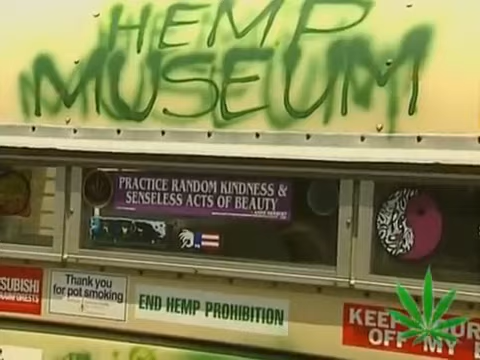 HEMP
MUSEUM
PRACTICE RANDOM KINDNESS &
SENSELESS ACTS OF BEAUTY
Thank you
for pot smoking
END HEMP PROHIBITION
KEEP
OFF MY